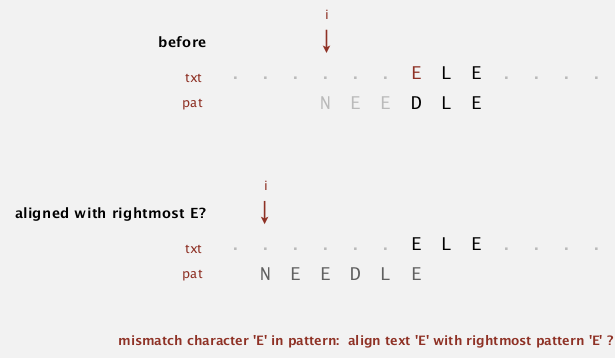 i
before
txt . . . . . . E L E . . . .
pat N E E D L E
i
aligned with rightmost E?
txt . . . . . . E L E . . . .
pat N E E D L E
mismatch character 'E' in pattern: align text 'E' with rightmost pattern 'E' ?